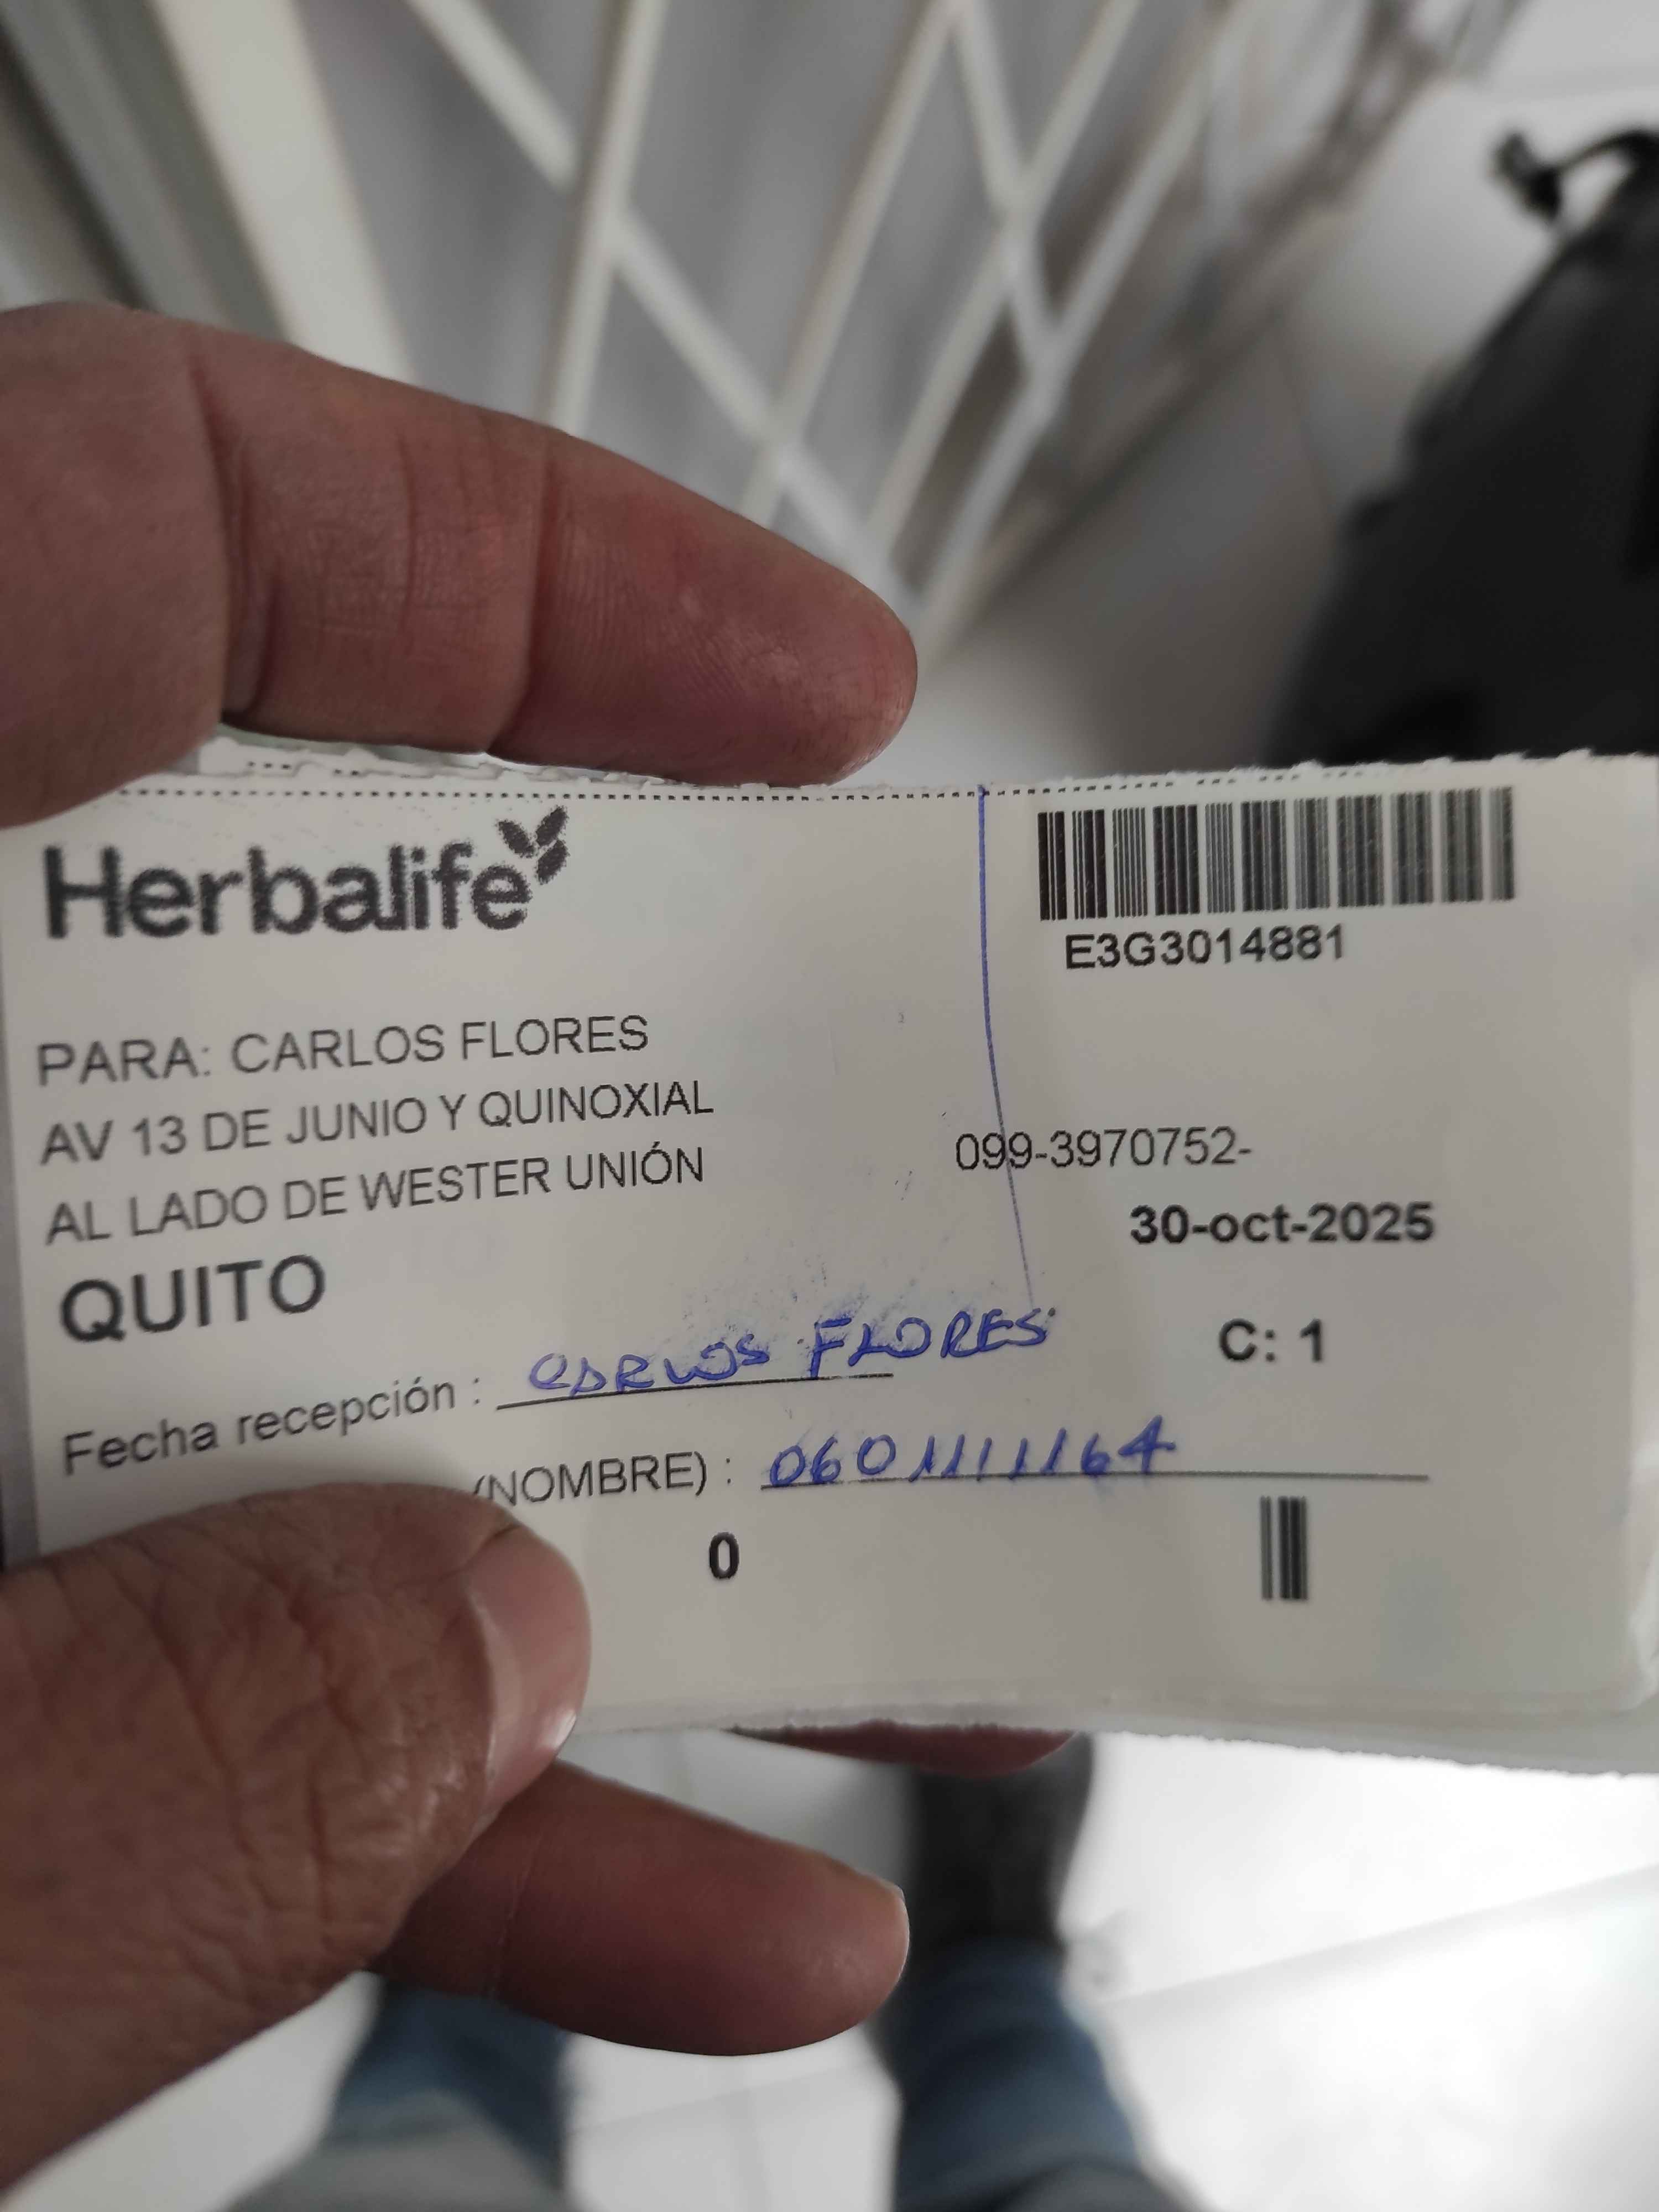 Herbalife
E3G3014881
PARA: CARLOS FLORES
AV 13 DE JUNIO Y QUINOXIAL
099-3970752-
AL LADO DE WESTER UNIÓN
30-oct-2025
QUITO
C: 1
Fecha recepción : CARLOS FLORES
(NOMBRE) : 0601111164
0